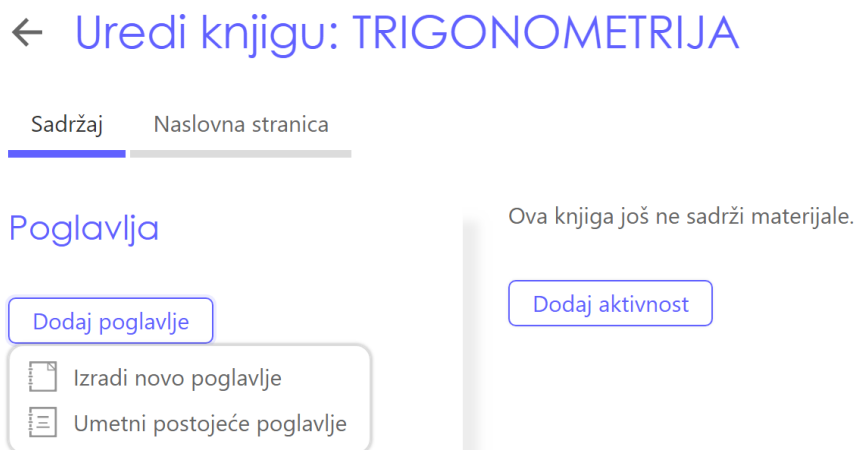 Uredi knjigu: TRIGONOMETRIJA
Sadržaj
Naslovna stranica
Poglavlja
Dodaj poglavlje
Izradi novo poglavlje
Umetni postojeće poglavlje
Ova knjiga još ne sadrži materijale.
Dodaj aktivnost